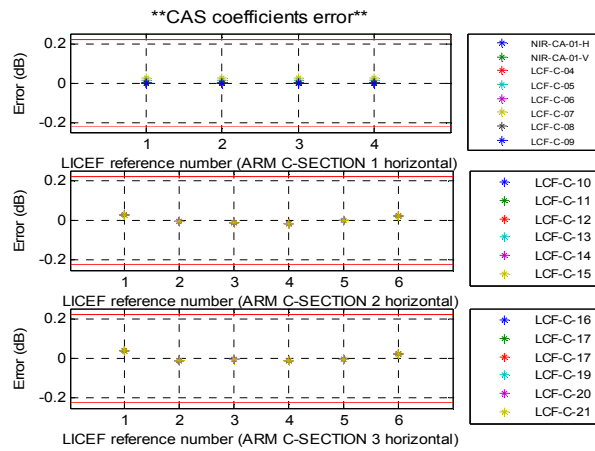 **CAS coefficients error**
0.2
0
-0.2
Error (dB)
1 2 3 4
LICEF reference number (ARM C-SECTION 1 horizontal)
NIR-CA-01-H
NIR-CA-01-V
LCF-C-04
LCF-C-05
LCF-C-06
LCF-C-07
LCF-C-08
LCF-C-09
0.2
0
-0.2
Error (dB)
1 2 3 4 5 6
LICEF reference number (ARM C-SECTION 2 horizontal)
LCF-C-10
LCF-C-11
LCF-C-12
LCF-C-13
LCF-C-14
LCF-C-15
0.2
0
-0.2
Error (dB)
1 2 3 4 5 6
LICEF reference number (ARM C-SECTION 3 horizontal)
LCF-C-16
LCF-C-17
LCF-C-17
LCF-C-19
LCF-C-20
LCF-C-21